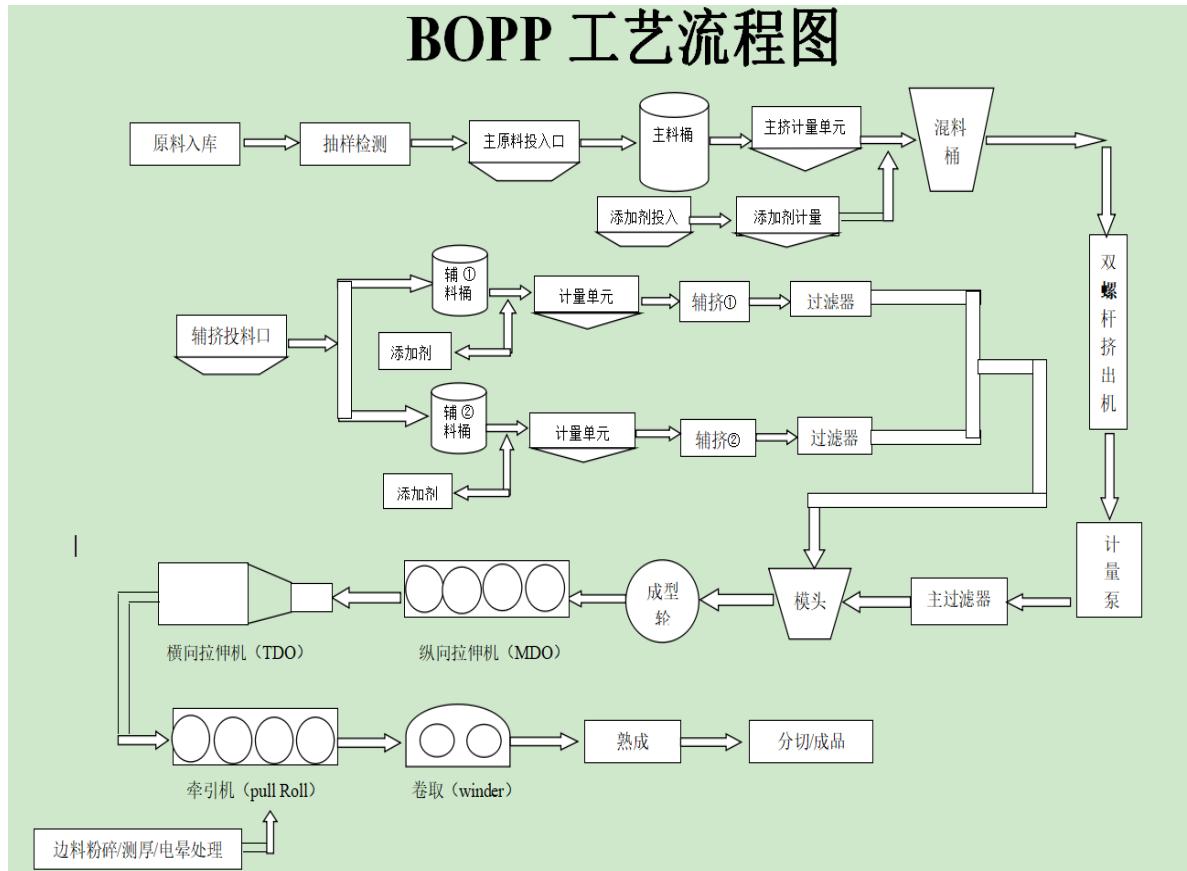 BOPP 工艺流程图
原料入库
抽样检测
主原料投入口
主料桶
主挤计量单元
混料
桶
添加剂投入
添加剂计量
双
螺
杆
挤
出
机
辅挤投料口
辅①
料桶
计量单元
辅挤①
过滤器
添加剂
辅②
料桶
计量单元
辅挤②
过滤器
添加剂
计
量
泵
主过滤器
模头
成型
轮
纵向拉伸机（MDO）
横向拉伸机（TDO）
牵引机（pull Roll）
卷取（winder）
熟成
分切/成品
边料粉碎/测厚/电晕处理